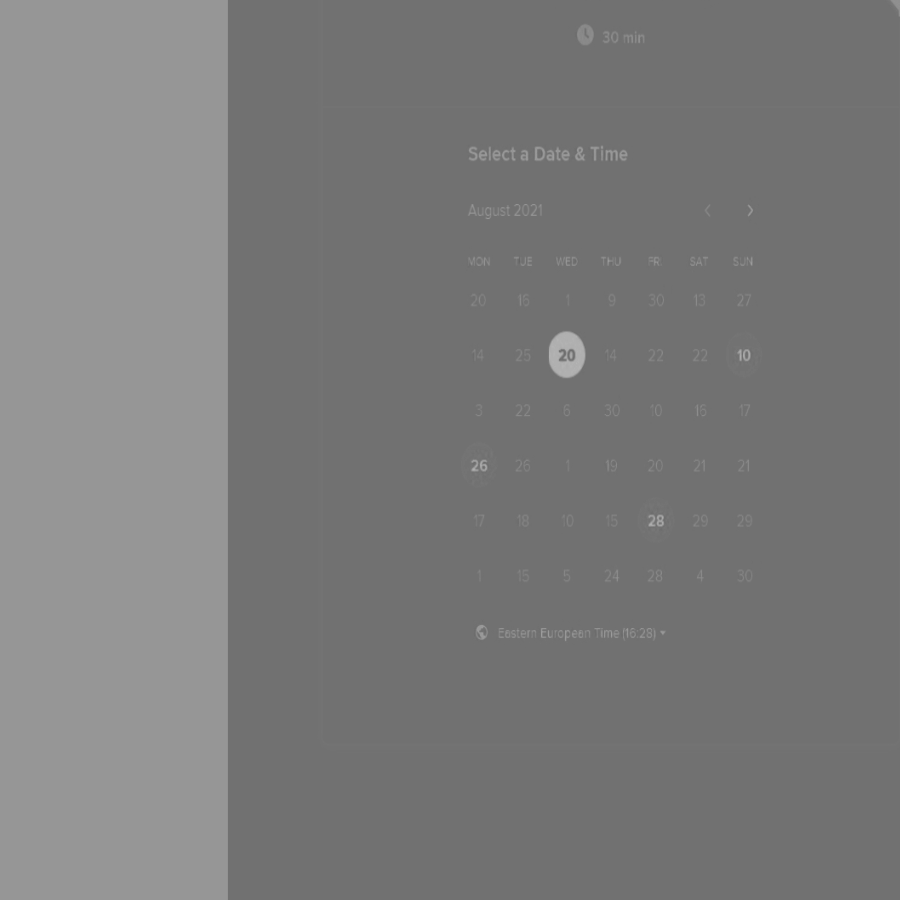 30 min
Select a Date & Time
August 2021
MON TUE WED THU FRI SAT SUN
20 16 1 9 30 13 27
14 25 20 14 22 22 10
3 22 6 30 10 16 17
26 26 1 19 20 21 21
17 18 10 15 28 29 29
1 15 5 24 28 4 30
Eastern European Time (16:28)